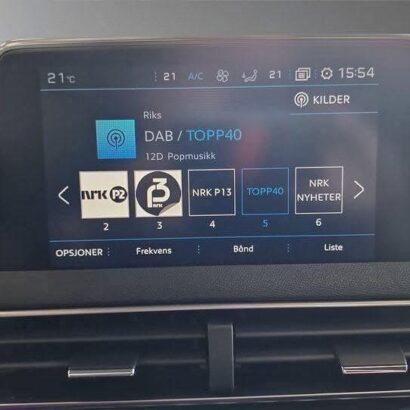 21°C 21 A/C 21 15:54
KILDER
Riks
DAB / TOPP40
12D Popmusikk
NRK P2
P3 NRK
NRK P13
TOPP40
NRK NYHETER
2 3 4 5 6
OPSJONER Frekvens Bånd Liste